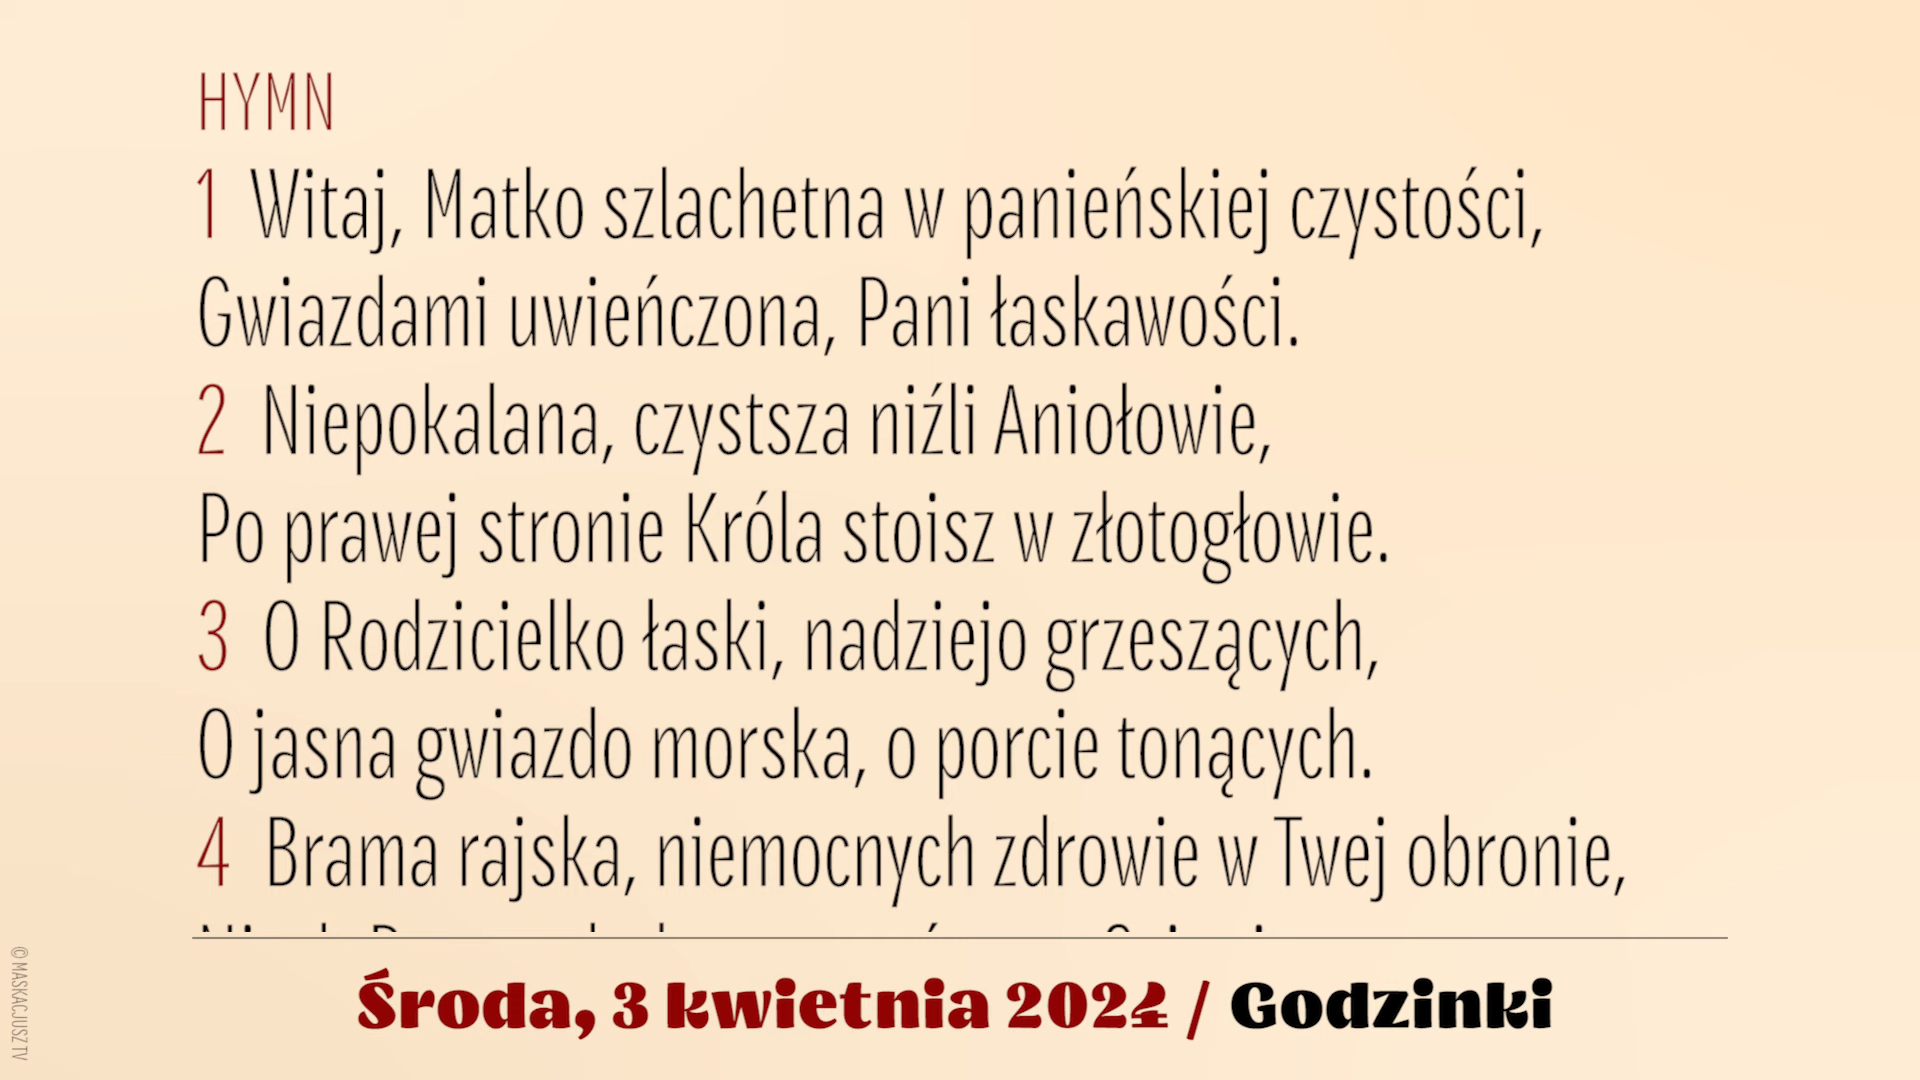 HYMN
1 Witaj, Matko szlachetna w panieńskiej czystości,
Gwiazdami uwieńczona, Pani łaskawości.
2 Niepokalana, czystsza niźli Aniołowie,
Po prawej stronie Króla stoisz w złotogłowie.
3 O Rodzicielko łaski, nadziejo grzeszących,
O jasna gwiazdo morska, o porcie tonących.
4 Brama rajska, niemocnych zdrowie w Twej obronie,
Środa, 3 kwietnia 2024 / Godzinki
© MASKACJUSZ TV